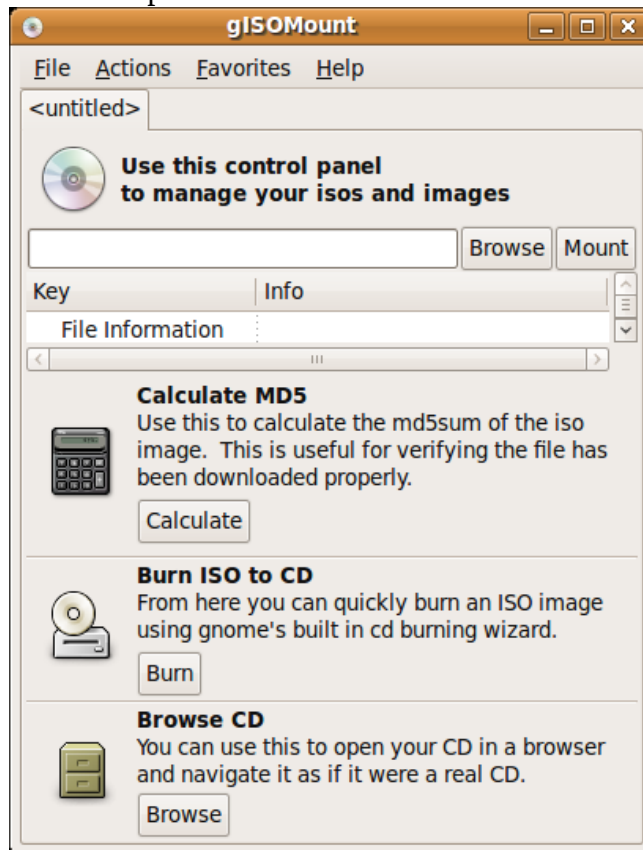 gISOMount
File Actions Favorites Help
<untitled>
Use this control panel
to manage your isos and images
Browse Mount
Key Info
File Information
Calculate MD5
Use this to calculate the md5sum of the iso
image. This is useful for verifying the file has
been downloaded properly.
Calculate
Burn ISO to CD
From here you can quickly burn an ISO image
using gnome's built in cd burning wizard.
Burn
Browse CD
You can use this to open your CD in a browser
and navigate it as if it were a real CD.
Browse